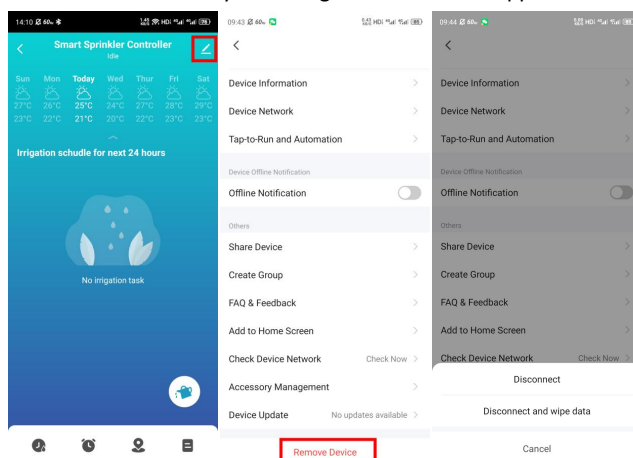 14:10
Smart Sprinkler Controller
Idle
Sun Mon Today Wed Thur Fri Sat
27°C 26°C 25°C 24°C 27°C 28°C 29°C
23°C 22°C 21°C 20°C 22°C 23°C 23°C
Irrigation schudle for next 24 hours
No irrigation task
09:43
Device Information
Device Network
Tap-to-Run and Automation
Device Offline Notification
Offline Notification
Others
Share Device
Create Group
FAQ & Feedback
Add to Home Screen
Check Device Network Check Now
Accessory Management
Device Update No updates available
Remove Device
09:44
Device Information
Device Network
Tap-to-Run and Automation
Device Offline Notification
Offline Notification
Others
Share Device
Create Group
FAQ & Feedback
Add to Home Screen
Check Device Network Check Now
Disconnect
Disconnect and wipe data
Cancel